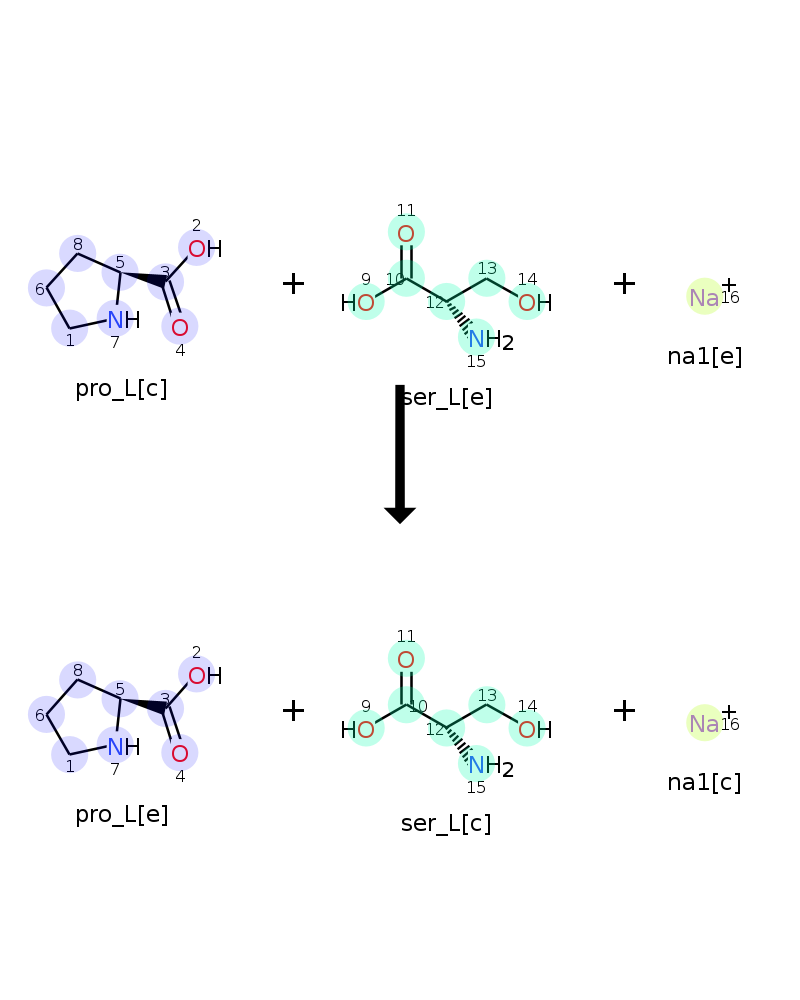 11
2
8
5
3
O
OH
9
10
13
14
+
+
Na
+
16
6
HO
12
OH
NH
O
1
7
4
NH2
15
pro_L[c]
ser_L[e]
na1[e]
11
2
8
5
3
O
OH
9
10
13
14
+
+
Na
+
16
6
HO
12
OH
NH
O
1
7
4
NH2
15
pro_L[e]
ser_L[c]
na1[c]